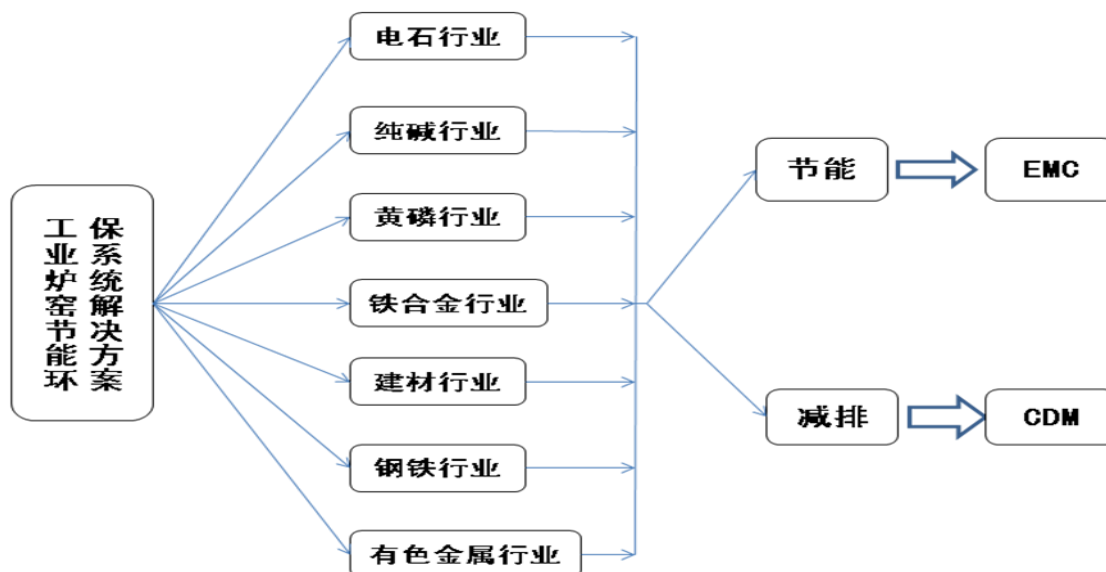 工业炉窑节能环
保系统解决方案
电石行业
纯碱行业
黄磷行业
铁合金行业
建材行业
钢铁行业
有色金属行业
节能
EMC
减排
CDM